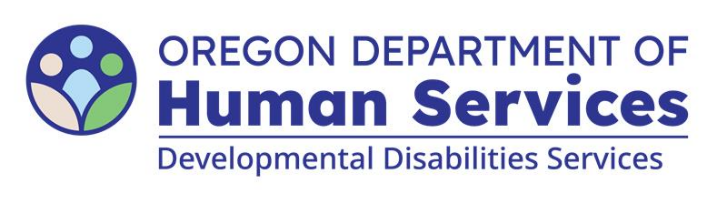 OREGON DEPARTMENT OF
Human Services
Developmental Disabilities Services